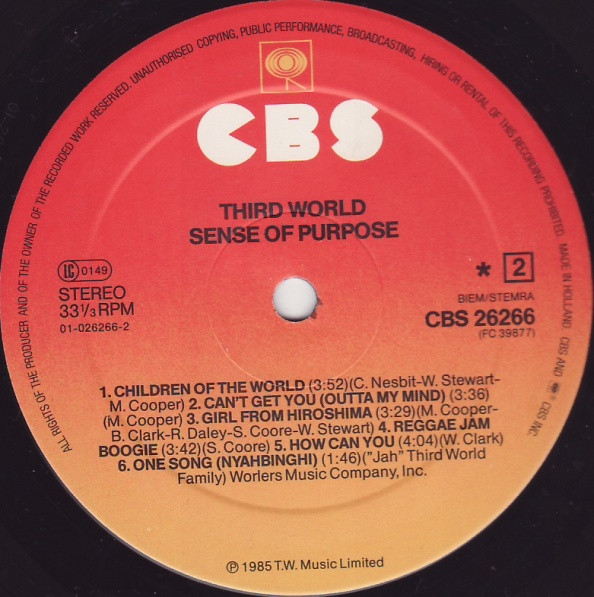 ALL RIGHTS OF THE PRODUCER AND OF THE OWNER OF THE RECORDED WORK RESERVED. UNAUTHORISED COPYING, PUBLIC PERFORMANCE, BROADCASTING, HIRING OR RENTAL OF THIS RECORDING PROHIBITED. MADE IN HOLLAND. CBS AND ® CBS INC.
CBS
THIRD WORLD
SENSE OF PURPOSE
LC 0149
STEREO
33 1/3 RPM
01-026266-2
* 2
BIEM/STEMRA
CBS 26266
(FC 39877)
1. CHILDREN OF THE WORLD (3:52)(C. Nesbit-W. Stewart-
M. Cooper) 2. CAN'T GET YOU (OUTTA MY MIND) (3:36)
(M. Cooper) 3. GIRL FROM HIROSHIMA (3:29)(M. Cooper-
B. Clark-R. Daley-S. Coore-W. Stewart) 4. REGGAE JAM
BOOGIE (3:42)(S. Coore) 5. HOW CAN YOU (4:04)(W. Clark)
6. ONE SONG (NYAHBINGHI) (1:46)("Jah" Third World
Family) Worlers Music Company, Inc.
℗ 1985 T.W. Music Limited